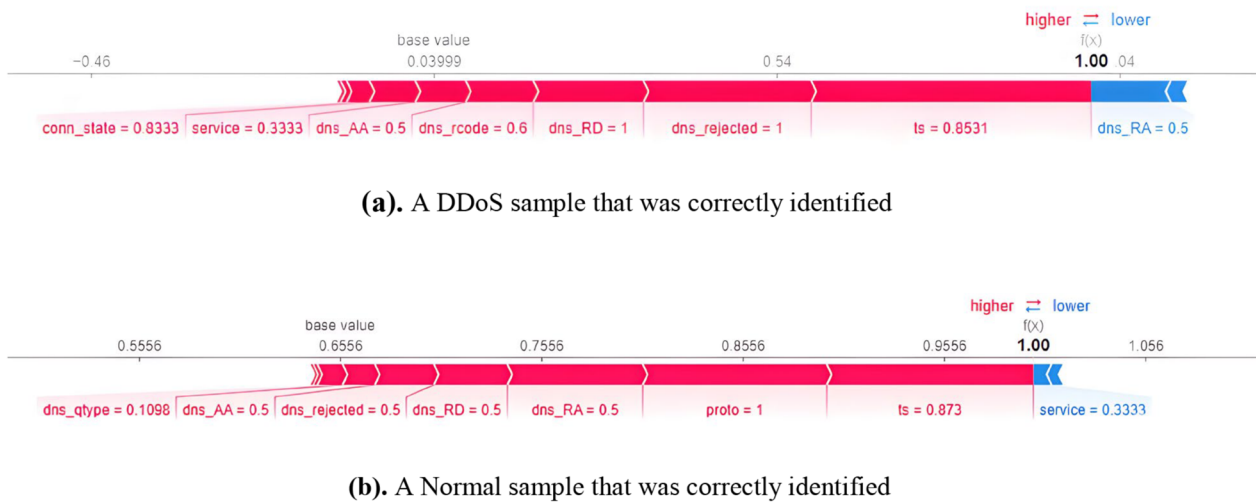 higher ⇄ lower
base value f(x)
−0.46 0.03999 0.54 1.00 .04
conn_state = 0.8333 service = 0.3333 dns_AA = 0.5 dns_rcode = 0.6 dns_RD = 1 dns_rejected = 1 ts = 0.8531 dns_RA = 0.5
(a). A DDoS sample that was correctly identified
higher ⇄ lower
base value f(x)
0.5556 0.6556 0.7556 0.8556 0.9556 1.00 1.056
dns_qtype = 0.1098 dns_AA = 0.5 dns_rejected = 0.5 dns_RD = 0.5 dns_RA = 0.5 proto = 1 ts = 0.873 service = 0.3333
(b). A Normal sample that was correctly identified